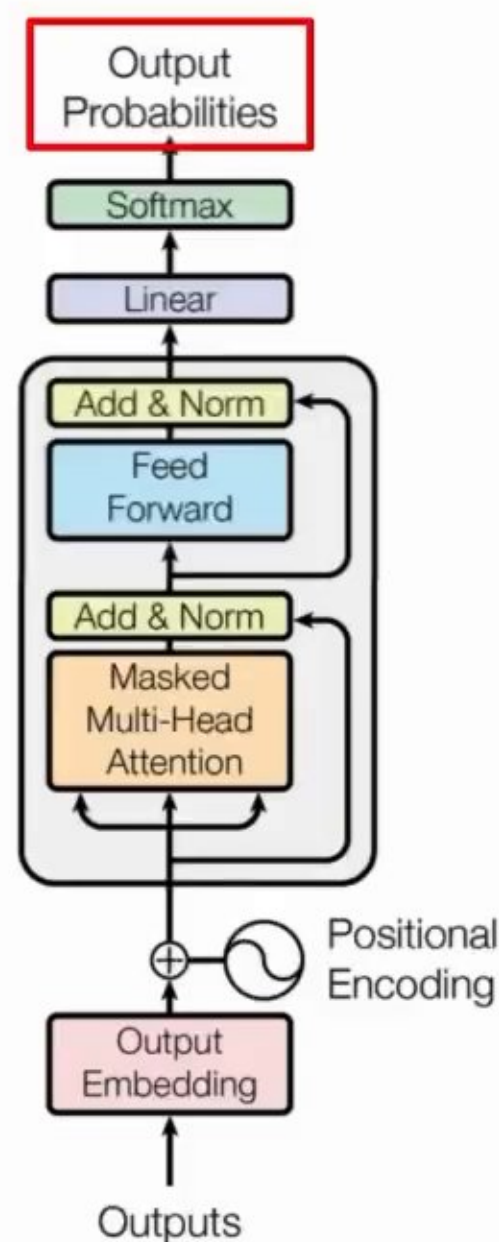 Output
Probabilities
Softmax
Linear
Add & Norm
Feed
Forward
Add & Norm
Masked
Multi-Head
Attention
Positional
Encoding
Output
Embedding
Outputs